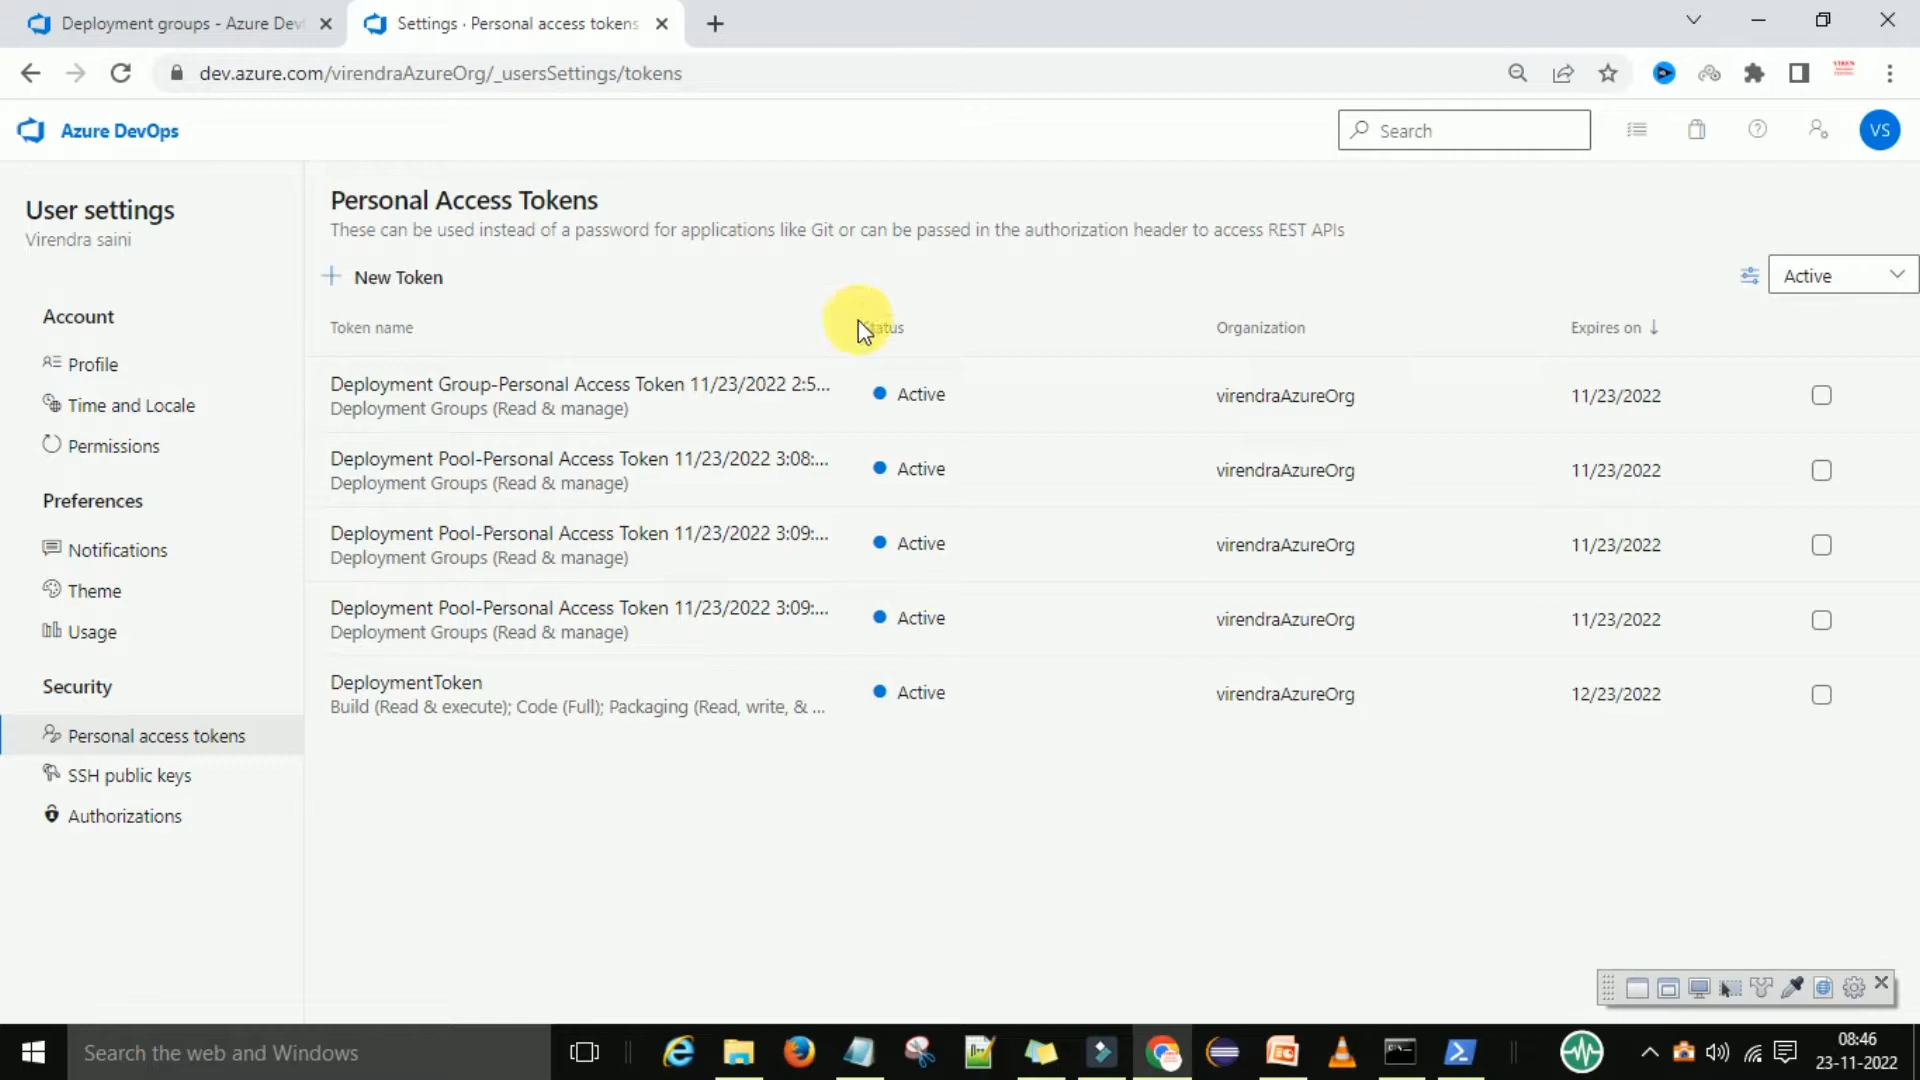 Deployment groups - Azure Dev
Settings · Personal access tokens
dev.azure.com/virendraAzureOrg/_usersSettings/tokens
VIREN
Azure DevOps
Search
VS
User settings
Virendra saini
Account
Profile
Time and Locale
Permissions
Preferences
Notifications
Theme
Usage
Security
Personal access tokens
SSH public keys
Authorizations
Personal Access Tokens
These can be used instead of a password for applications like Git or can be passed in the authorization header to access REST APIs
New Token
Active
Token name Status Organization Expires on
Deployment Group-Personal Access Token 11/23/2022 2:5... Active virendraAzureOrg 11/23/2022
Deployment Groups (Read & manage)
Deployment Pool-Personal Access Token 11/23/2022 3:08:... Active virendraAzureOrg 11/23/2022
Deployment Groups (Read & manage)
Deployment Pool-Personal Access Token 11/23/2022 3:09:... Active virendraAzureOrg 11/23/2022
Deployment Groups (Read & manage)
Deployment Pool-Personal Access Token 11/23/2022 3:09:... Active virendraAzureOrg 11/23/2022
Deployment Groups (Read & manage)
DeploymentToken Active virendraAzureOrg 12/23/2022
Build (Read & execute); Code (Full); Packaging (Read, write, & ...
Search the web and Windows
08:46
23-11-2022